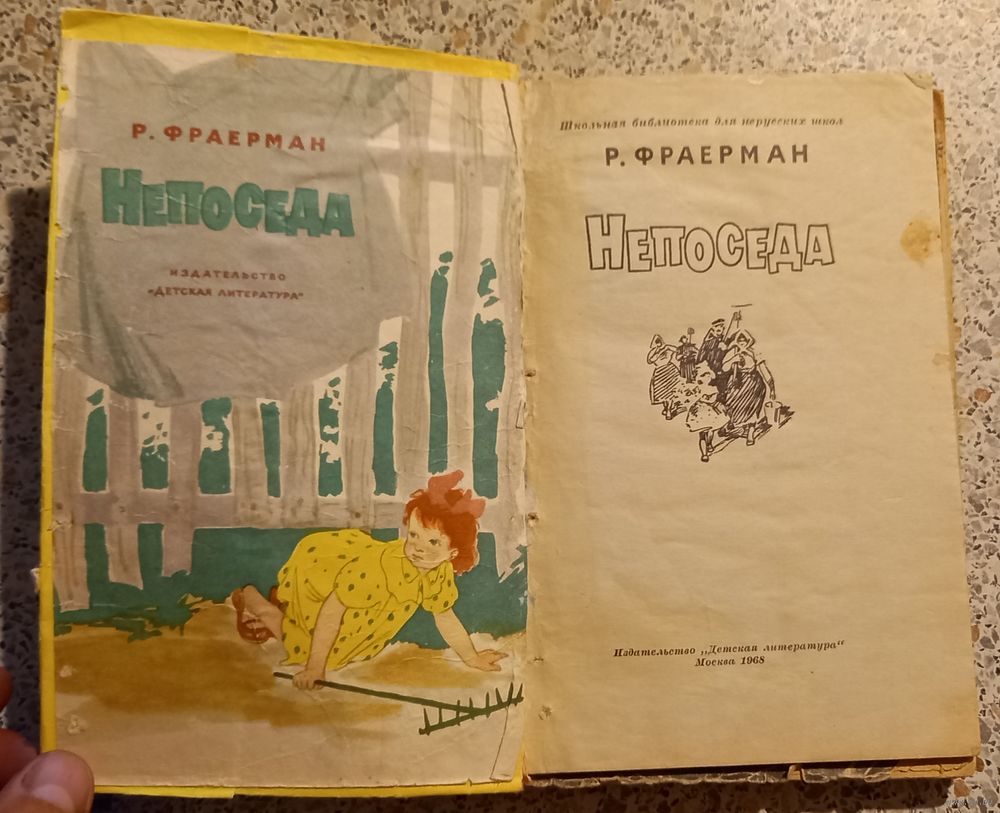 Р. ФРАЕРМАН
НЕПОСЕДА
ИЗДАТЕЛЬСТВО
«ДЕТСКАЯ ЛИТЕРАТУРА"
Школьная библиотека для нерусских школ
Р. ФРАЕРМАН
НЕПОСЕДА
Издательство „Детская литература“
Москва 1968